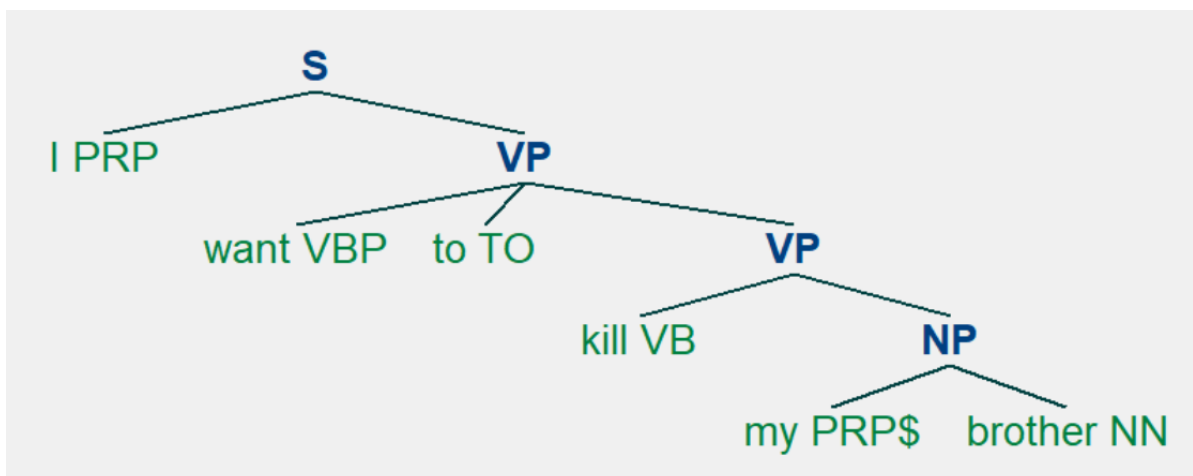 S
I PRP
VP
want VBP to TO
VP
kill VB
NP
my PRP$ brother NN